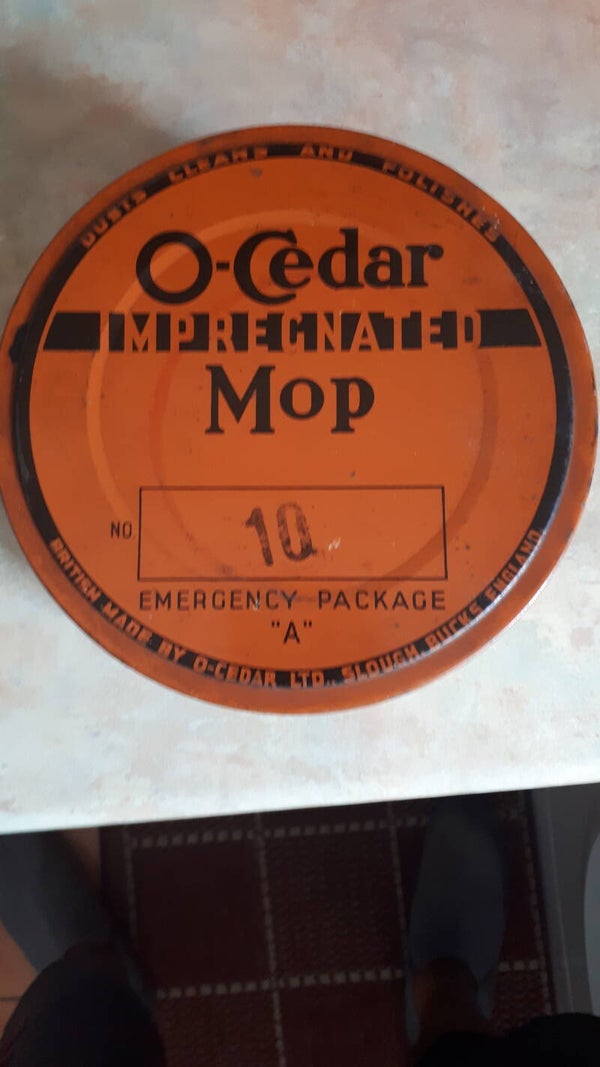 DUSTS CLEANS AND POLISHES
O-Cedar
IMPREGNATED
Mop
NO. 10
EMERGENCY PACKAGE
"A"
BRITISH MADE BY O-CEDAR LTD., SLOUGH, BUCKS ENGLAND